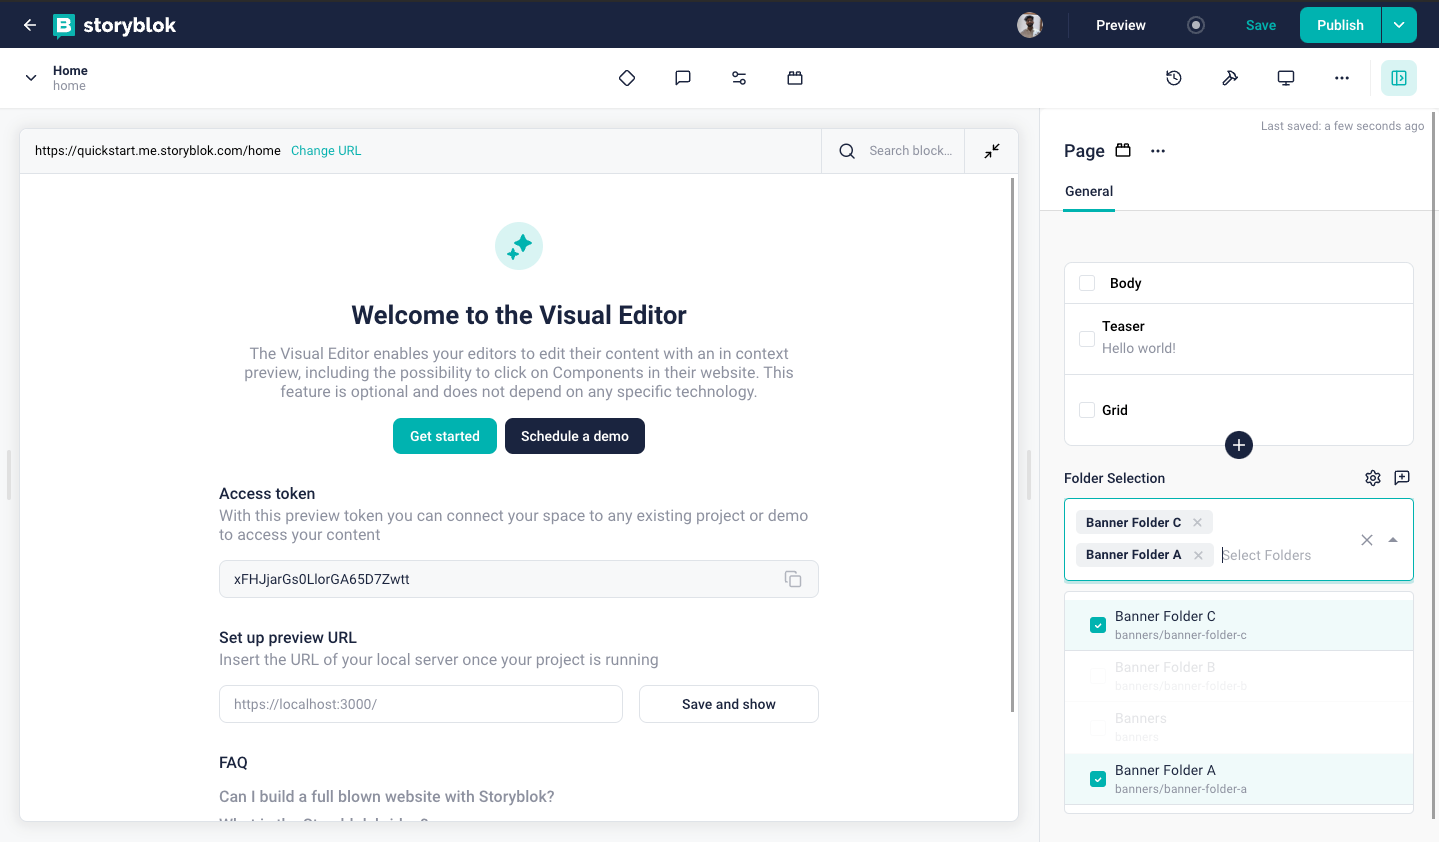 storyblok
Preview
Save
Publish
Home
home
https://quickstart.me.storyblok.com/home Change URL
Search block...
Welcome to the Visual Editor
The Visual Editor enables your editors to edit their content with an in context
preview, including the possibility to click on Components in their website. This
feature is optional and does not depend on any specific technology.
Get started
Schedule a demo
Access token
With this preview token you can connect your space to any existing project or demo
to access your content
xFHJjarGs0LlorGA65D7Zwtt
Set up preview URL
Insert the URL of your local server once your project is running
https://localhost:3000/
Save and show
FAQ
Can I build a full blown website with Storyblok?
Last saved: a few seconds ago
Page
General
Body
Teaser
Hello world!
Grid
Folder Selection
Banner Folder C
Banner Folder A
Select Folders
Banner Folder C
banners/banner-folder-c
Banner Folder B
banners/banner-folder-b
Banners
banners
Banner Folder A
banners/banner-folder-a